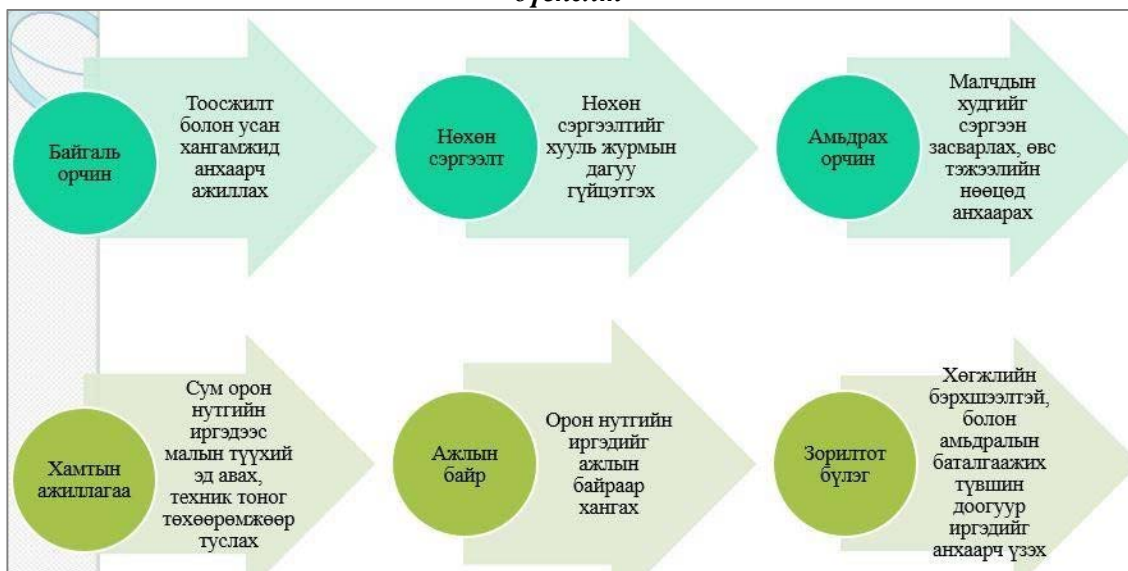 Байгаль
орчин
Тоосжилт
болон усан
хангамжид
анхаарч
ажиллах
Нөхөн
сэргээлт
Нөхөн
сэргээлтийг
хууль журмын
дагуу
гүйцэтгэх
Амьдрах
орчин
Малчдын
худгийг
сэргээн
засварлах, өвс
тэжээлийн
нөөцөд
анхаарах
Хамтын
ажиллагаа
Сум орон
нутгийн
иргэдээс
малын түүхий
эд авах,
техник тоног
төхөөрөмжөөр
туслах
Ажлын
байр
Орон нутгийн
иргэдийг
ажлын
байраар
хангах
Зорилтот
бүлэг
Хөгжлийн
бэрхшээлтэй,
болон
амьдралын
баталгаажих
түвшин
доогуур
иргэдийг
анхаарч үзэх